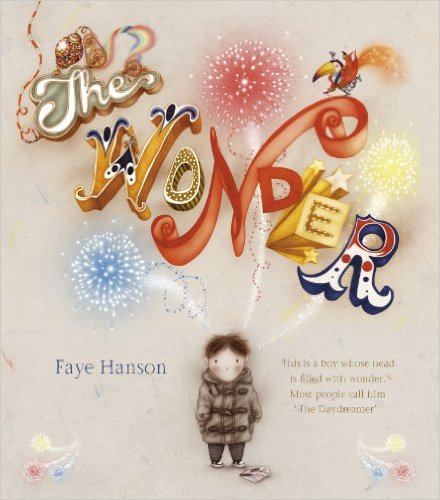 The
WONDER
Faye Hanson
This is a boy whose head
is filled with wonder.
Most people call him
'The Daydreamer'